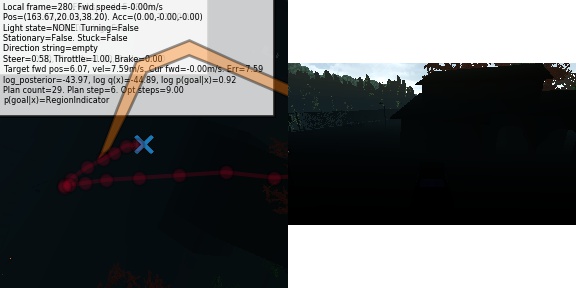 Local frame=280: Fwd speed=-0.00m/s
Pos=(163.67,20.03,38.20). Acc=(0.00,-0.00,-0.00)
Light state=NONE: Turning=False
Stationary=False. Stuck=False
Direction string=empty
Steer=0.58, Throttle=1.00, Brake=0.00
Target fwd pos=6.07, vel=7.59m/s. Cur fwd=-0.00m/s. Err=7.59
log_posterior=-43.97, log q(x)=-44.89, log p(goal|x)=0.92
Plan count=29. Plan step=6. Opt steps=9.00
p(goal|x)=RegionIndicator